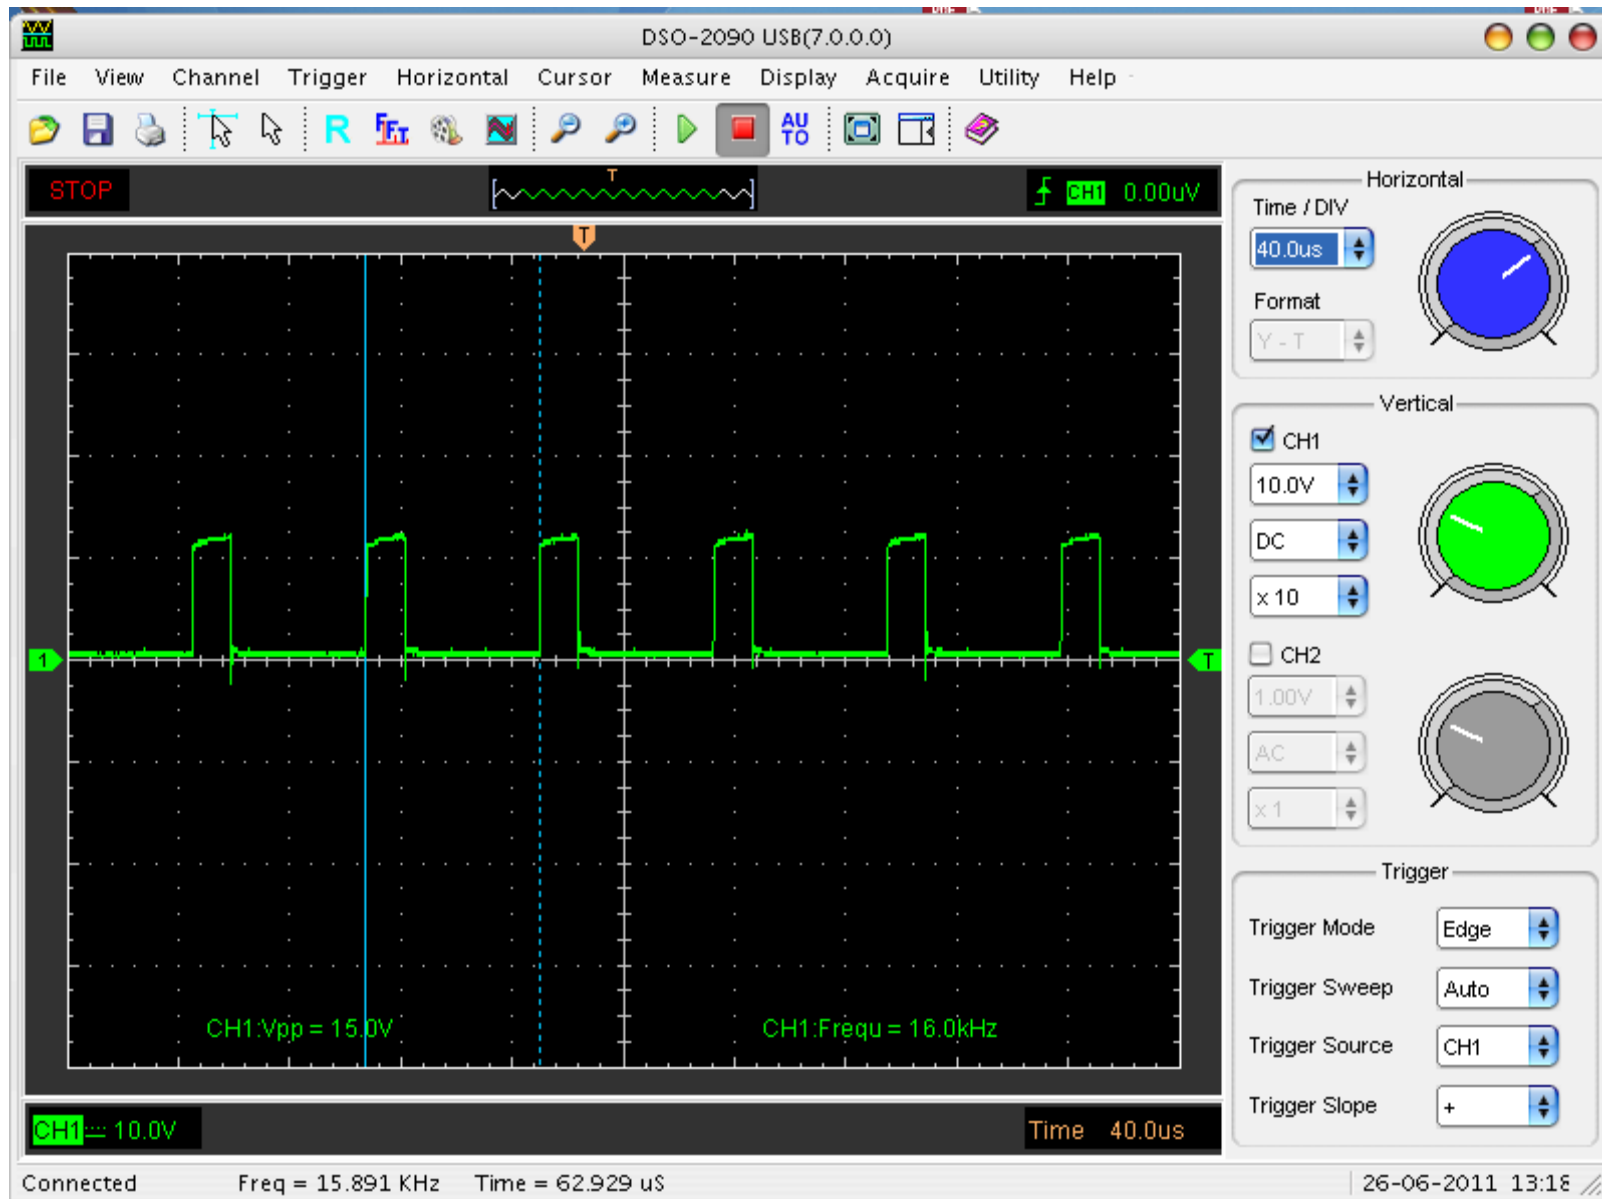 DSO-2090 USB(7.0.0.0)
File View Channel Trigger Horizontal Cursor Measure Display Acquire Utility Help
R FFT AUTO
STOP
T
CH1 0.00uV
T
1
T
CH1:Vpp = 15.0V
CH1:Frequ = 16.0kHz
CH1 10.0V
Time 40.0us
Horizontal
Time / DIV
40.0us
Format
Y - T
Vertical
CH1
10.0V
DC
x 10
CH2
1.00V
AC
x 1
Trigger
Trigger Mode Edge
Trigger Sweep Auto
Trigger Source CH1
Trigger Slope +
Connected Freq = 15.891 KHz Time = 62.929 uS 26-06-2011 13:18